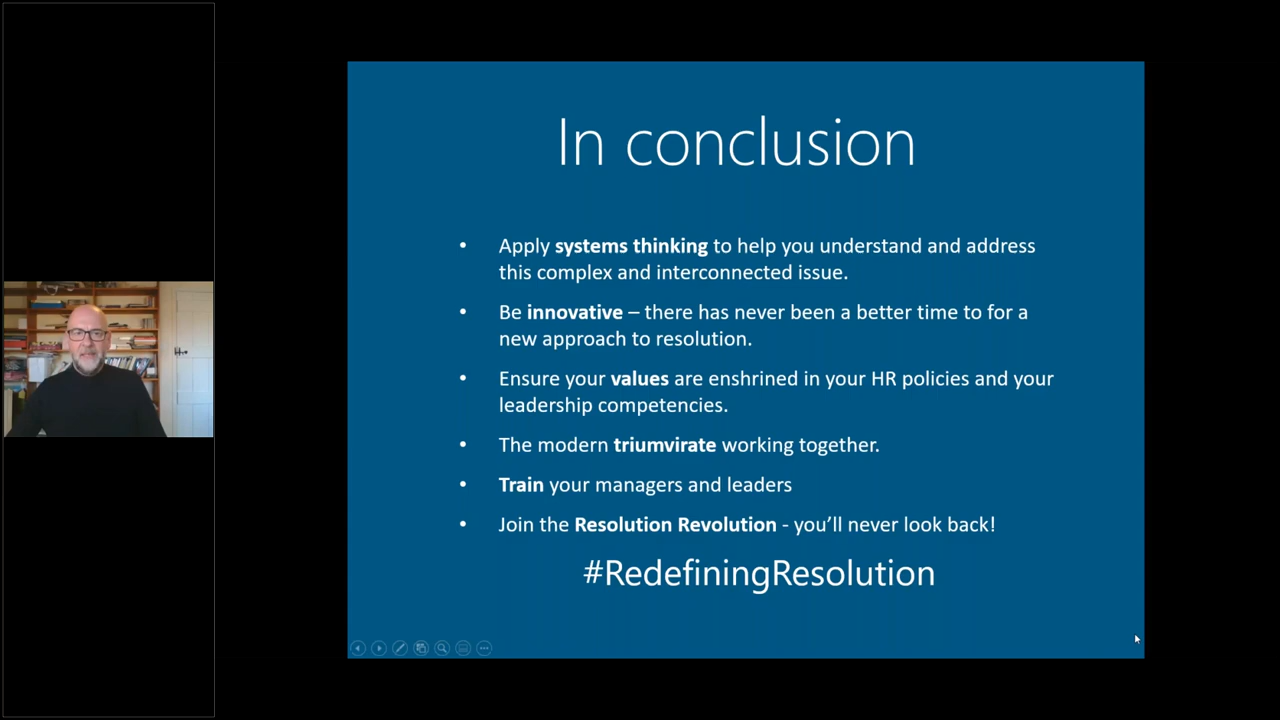 In conclusion
• Apply systems thinking to help you understand and address
this complex and interconnected issue.
• Be innovative – there has never been a better time to for a
new approach to resolution.
• Ensure your values are enshrined in your HR policies and your
leadership competencies.
• The modern triumvirate working together.
• Train your managers and leaders
• Join the Resolution Revolution - you’ll never look back!
#RedefiningResolution